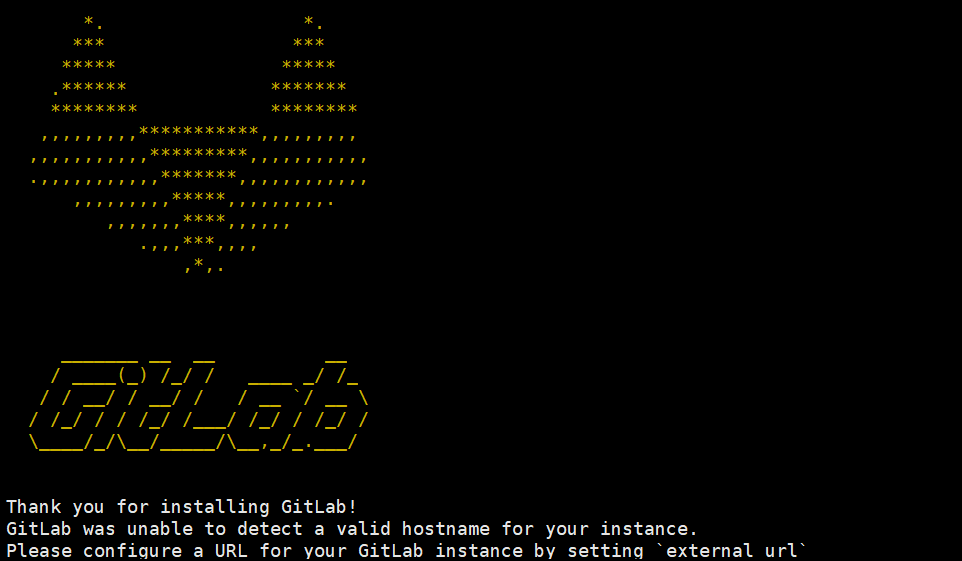 GitLab
Thank you for installing GitLab!
GitLab was unable to detect a valid hostname for your instance.
Please configure a URL for your GitLab instance by setting `external_url`